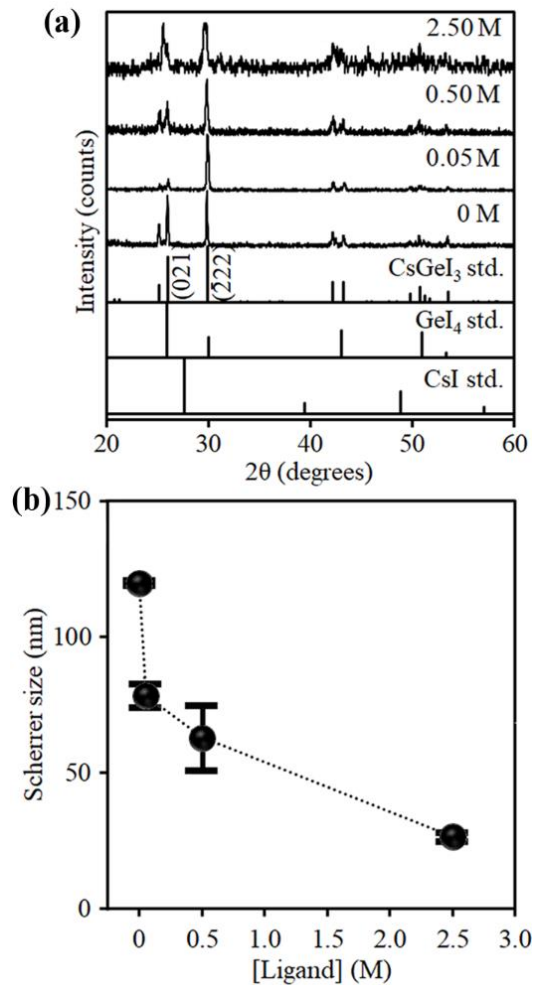 (a)
2.50 M
0.50 M
0.05 M
0 M
CsGeI₃ std.
(021)
(2̄22)
GeI₄ std.
CsI std.
Intensity (counts)
20 30 40 50 60
2θ (degrees)
(b)
150
100
50
0
Scherrer size (nm)
0 0.5 1.0 1.5 2.0 2.5 3.0
[Ligand] (M)